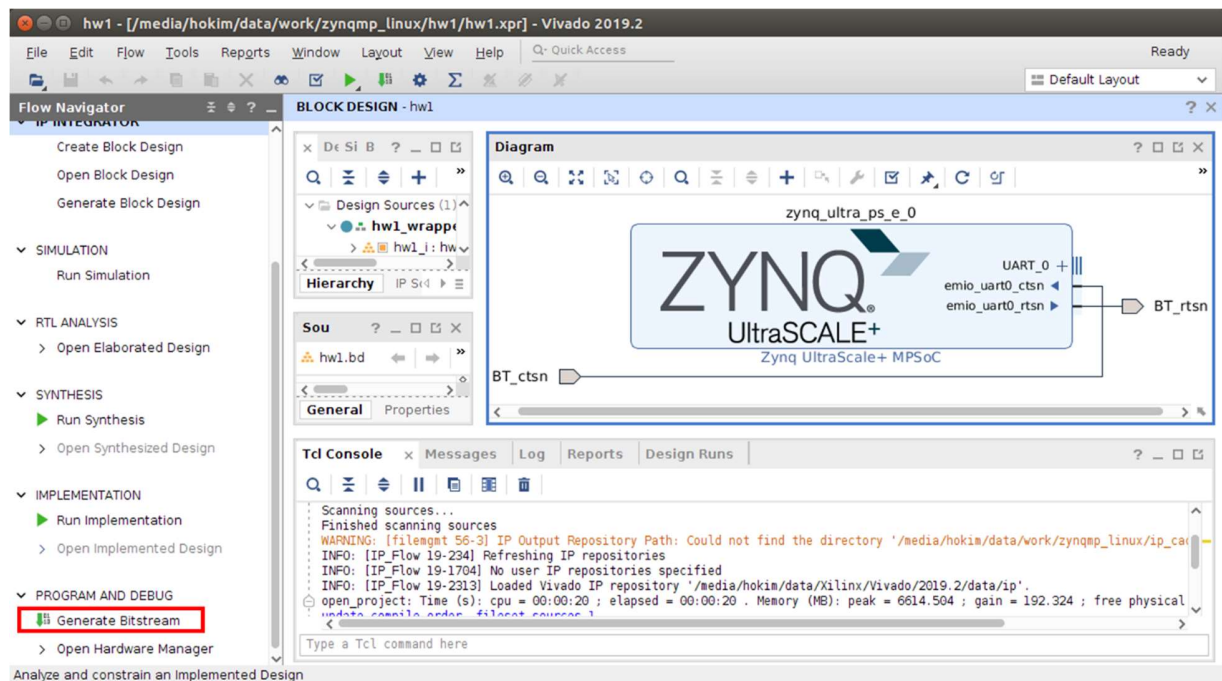 hw1 - [/media/hokim/data/work/zynqmp_linux/hw1/hw1.xpr] - Vivado 2019.2
File Edit Flow Tools Reports Window Layout View Help Q- Quick Access Ready
Default Layout
Flow Navigator
IP INTEGRATOR
Create Block Design
Open Block Design
Generate Block Design
SIMULATION
Run Simulation
RTL ANALYSIS
Open Elaborated Design
SYNTHESIS
Run Synthesis
Open Synthesized Design
IMPLEMENTATION
Run Implementation
Open Implemented Design
PROGRAM AND DEBUG
Generate Bitstream
Open Hardware Manager
BLOCK DESIGN - hw1
De Si B
Design Sources (1)
hw1_wrappe
hw1_i : hw
Hierarchy IP So
Sou
hw1.bd
General Properties
Diagram
zynq_ultra_ps_e_0
ZYNQ®
UltraSCALE+
UART_0
emio_uart0_ctsn
emio_uart0_rtsn
BT_rtsn
Zynq UltraScale+ MPSoC
BT_ctsn
Tcl Console Messages Log Reports Design Runs
Scanning sources...
Finished scanning sources
WARNING: [filemgmt 56-3] IP Output Repository Path: Could not find the directory '/media/hokim/data/work/zynqmp_linux/ip_cac
INFO: [IP_Flow 19-234] Refreshing IP repositories
INFO: [IP_Flow 19-1704] No user IP repositories specified
INFO: [IP_Flow 19-2313] Loaded Vivado IP repository '/media/hokim/data/Xilinx/Vivado/2019.2/data/ip'.
open_project: Time (s): cpu = 00:00:20 ; elapsed = 00:00:20 . Memory (MB): peak = 6614.504 ; gain = 192.324 ; free physical
update_compile_order -fileset sources_1
Type a Tcl command here
Analyze and constrain an Implemented Design